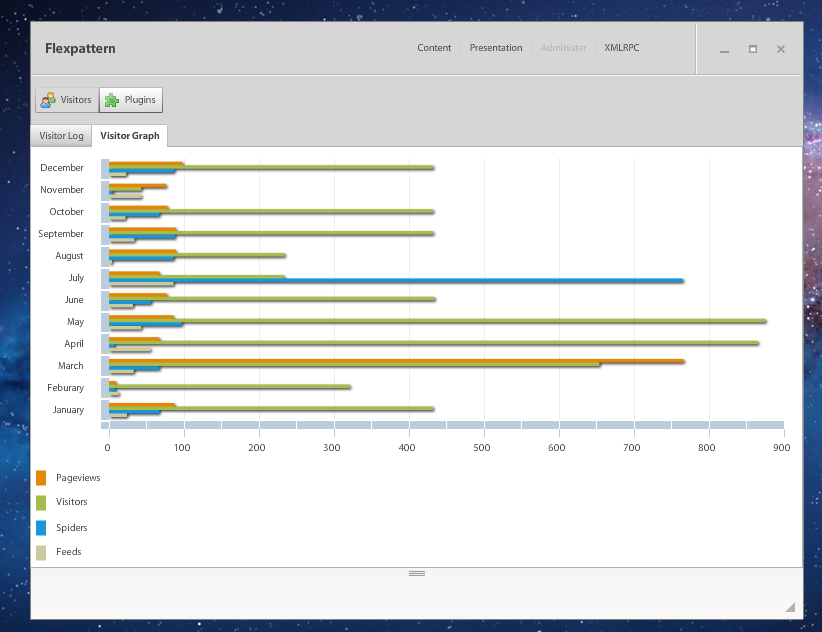 Flexpattern
Content Presentation Administer XMLRPC
Visitors Plugins
Visitor Log Visitor Graph
December
November
October
September
August
July
June
May
April
March
Feburary
January
0 100 200 300 400 500 600 700 800 900
Pageviews
Visitors
Spiders
Feeds